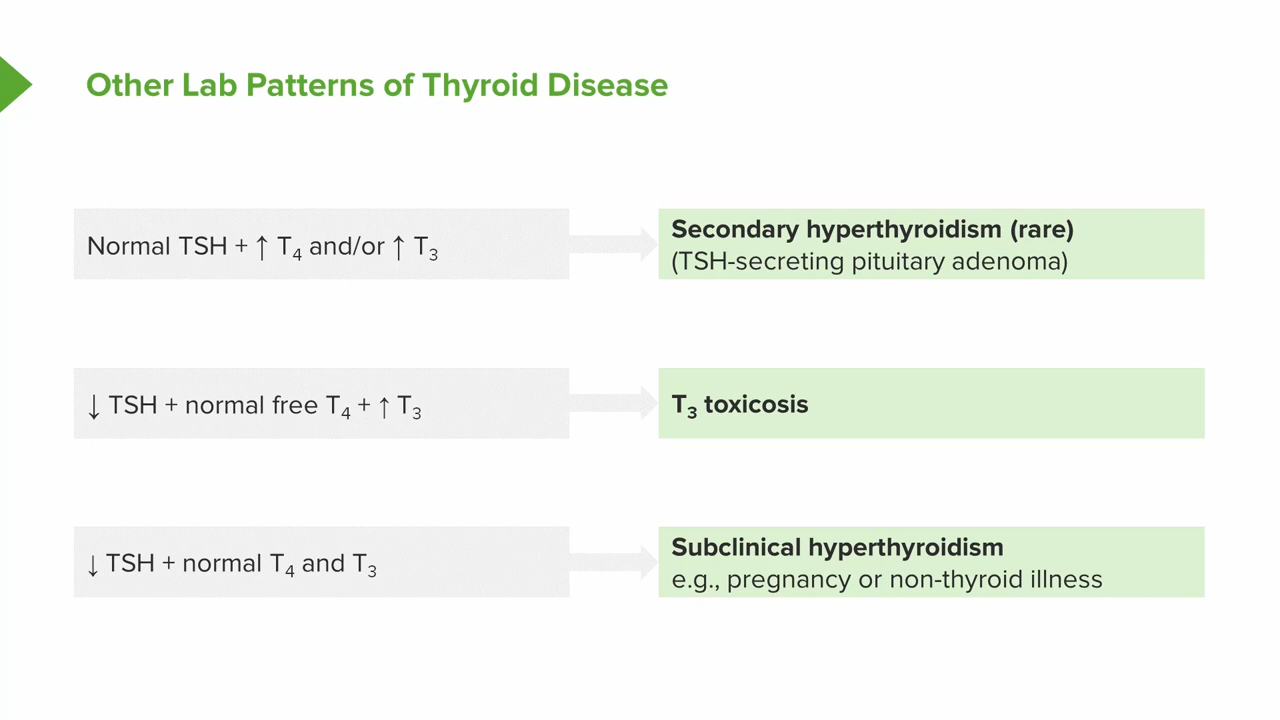 Other Lab Patterns of Thyroid Disease
Normal TSH + ↑ T₄ and/or ↑ T₃
Secondary hyperthyroidism (rare)
(TSH-secreting pituitary adenoma)
↓ TSH + normal free T₄ + ↑ T₃
T₃ toxicosis
↓ TSH + normal T₄ and T₃
Subclinical hyperthyroidism
e.g., pregnancy or non-thyroid illness